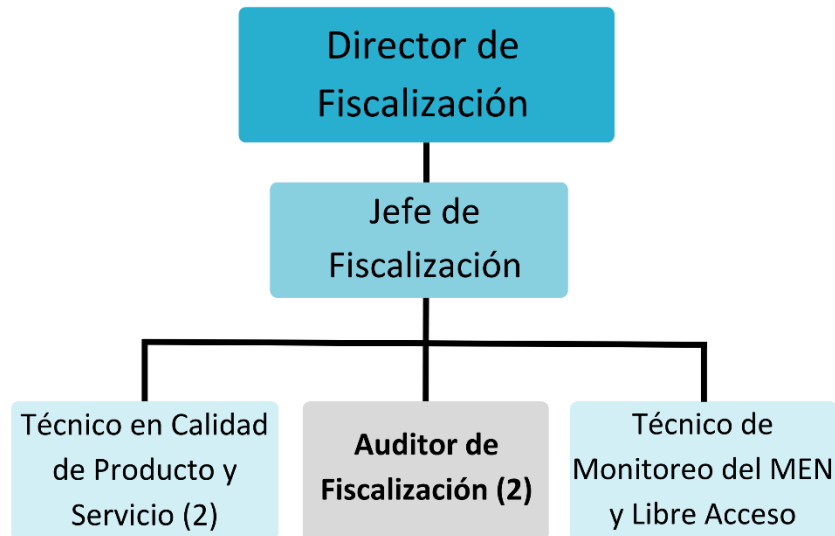 Director de
Fiscalización
Jefe de
Fiscalización
Técnico en Calidad
de Producto y
Servicio (2)
Auditor de
Fiscalización (2)
Técnico de
Monitoreo del MEN
y Libre Acceso